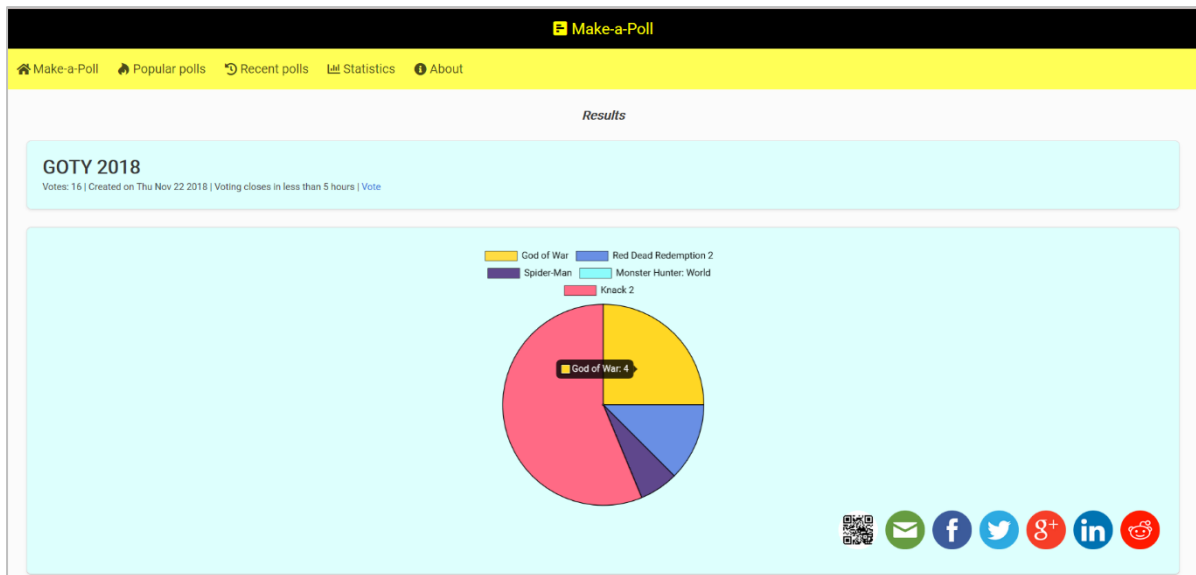 Make-a-Poll
Make-a-Poll Popular polls Recent polls Statistics About
Results
GOTY 2018
Votes: 16 | Created on Thu Nov 22 2018 | Voting closes in less than 5 hours | Vote
God of War Red Dead Redemption 2
Spider-Man Monster Hunter: World
Knack 2
God of War: 4
f g+ in